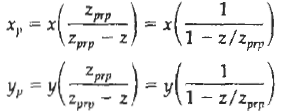 x_p = x( z_prp / (z_prp - z) ) = x( 1 / (1 - z/z_prp) )
y_p = y( z_prp / (z_prp - z) ) = y( 1 / (1 - z/z_prp) )